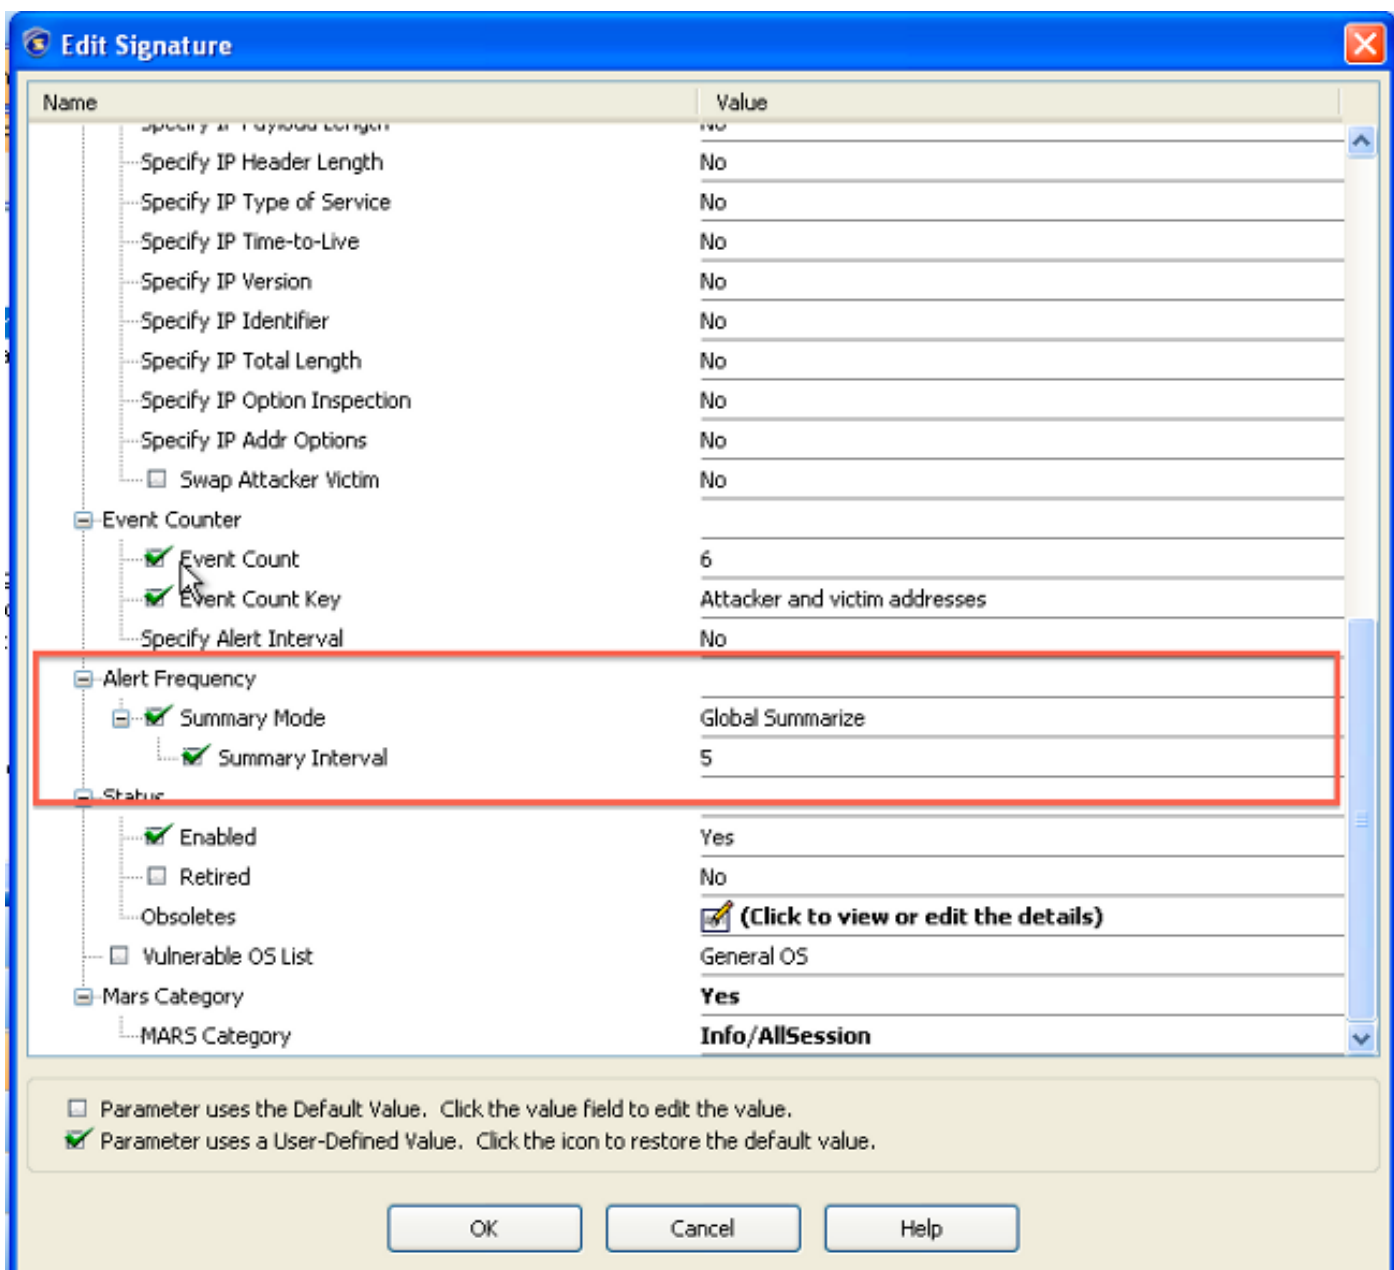 Edit Signature
Name Value
Specify IP Payload Length No
Specify IP Header Length No
Specify IP Type of Service No
Specify IP Time-to-Live No
Specify IP Version No
Specify IP Identifier No
Specify IP Total Length No
Specify IP Option Inspection No
Specify IP Addr Options No
Swap Attacker Victim No
Event Counter
Event Count 6
Event Count Key Attacker and victim addresses
Specify Alert Interval No
Alert Frequency
Summary Mode Global Summarize
Summary Interval 5
Status
Enabled Yes
Retired No
Obsoletes (Click to view or edit the details)
Vulnerable OS List General OS
Mars Category Yes
MARS Category Info/AllSession
Parameter uses the Default Value. Click the value field to edit the value.
Parameter uses a User-Defined Value. Click the icon to restore the default value.
OK Cancel Help